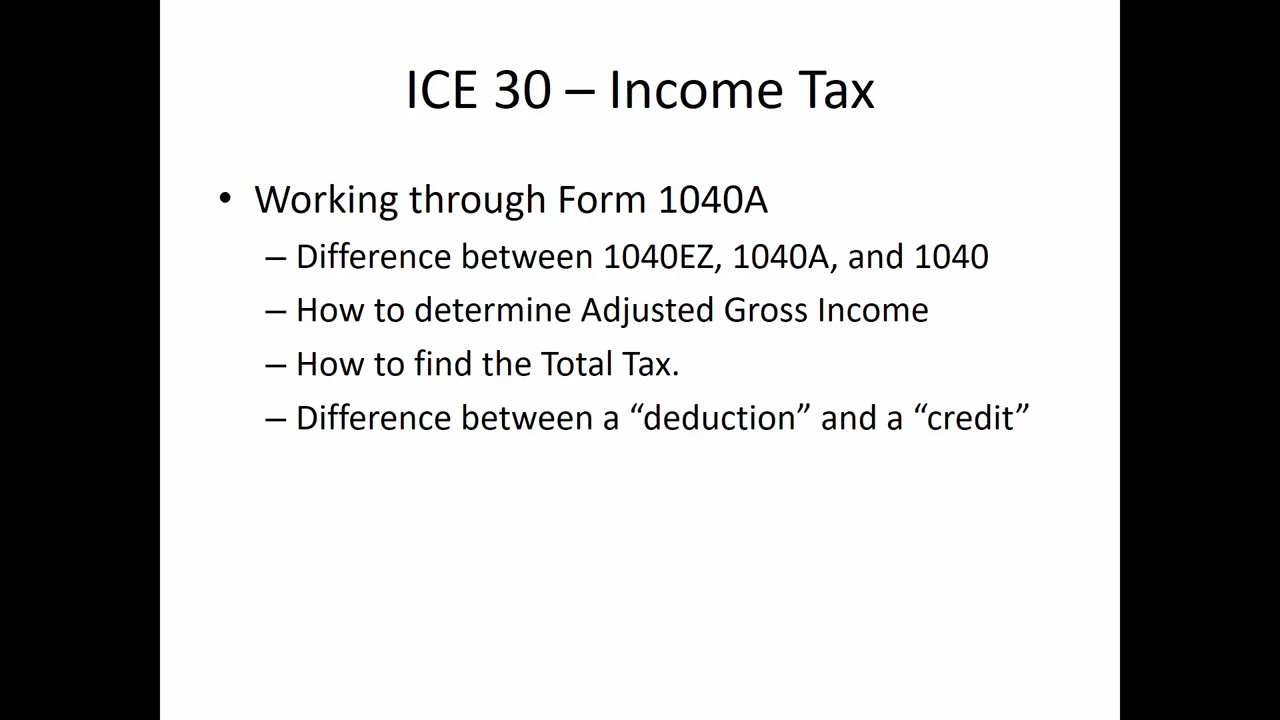 ICE 30 – Income Tax
• Working through Form 1040A
– Difference between 1040EZ, 1040A, and 1040
– How to determine Adjusted Gross Income
– How to find the Total Tax.
– Difference between a “deduction” and a “credit”